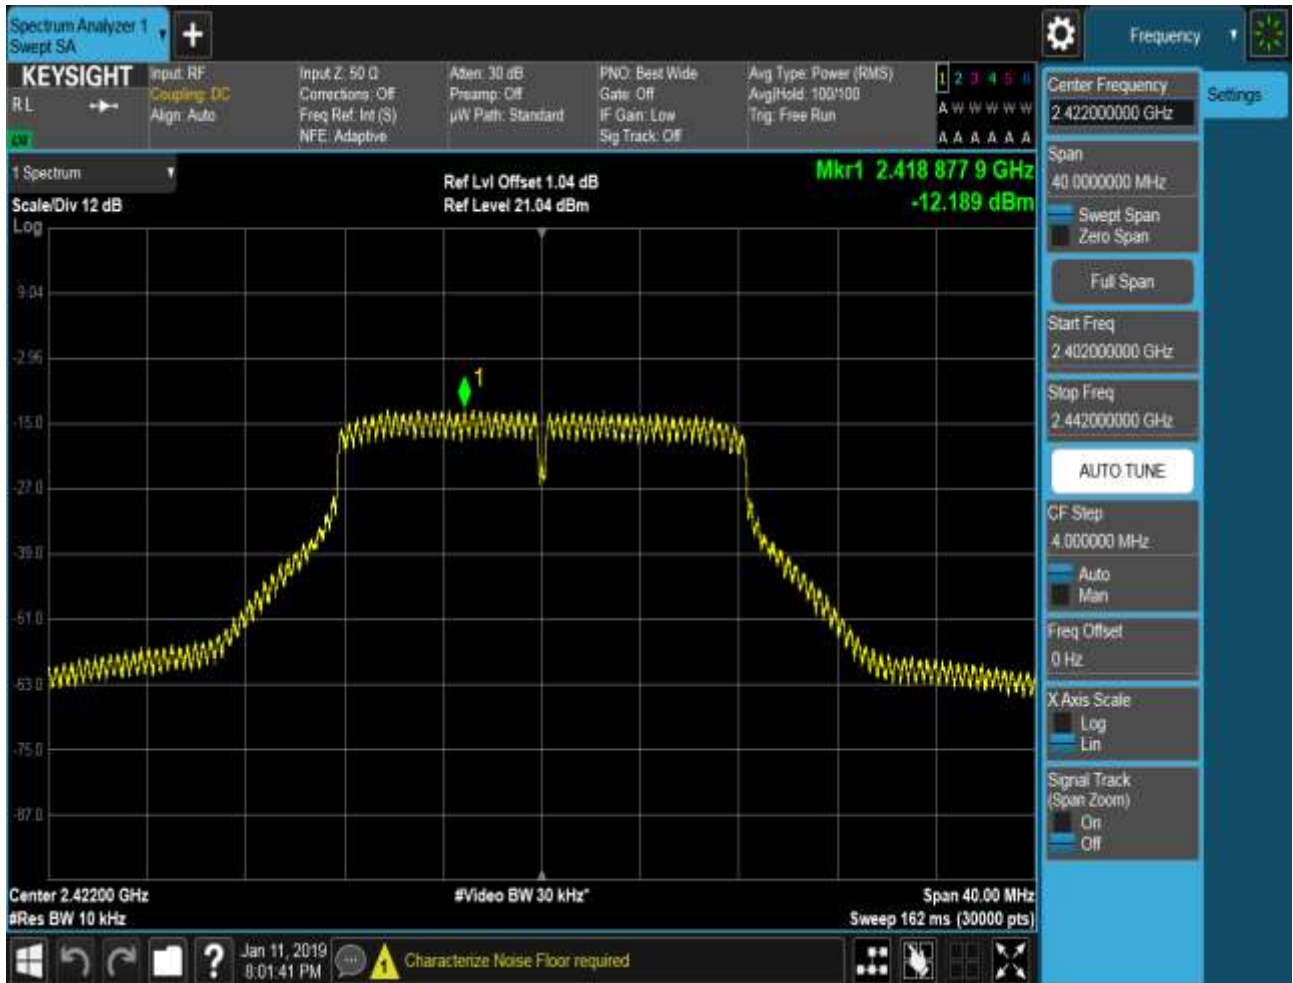 Spectrum Analyzer 1
Swept SA
+
Frequency
KEYSIGHT
R L
LXI
Input: RF
Coupling: DC
Align: Auto
Input Z: 50 Ω
Corrections: Off
Freq Ref: Int (S)
NFE: Adaptive
Atten: 30 dB
Preamp: Off
µW Path: Standard
PNO: Best Wide
Gate: Off
IF Gain: Low
Sig Track: Off
Avg Type: Power (RMS)
Avg|Hold: 100/100
Trig: Free Run
1 2 3 4 5 6
A W W W W W
A A A A A A
Center Frequency
2.422000000 GHz
Settings
Span
40.0000000 MHz
Swept Span
Zero Span
Full Span
Start Freq
2.402000000 GHz
Stop Freq
2.442000000 GHz
AUTO TUNE
CF Step
4.000000 MHz
Auto
Man
Freq Offset
0 Hz
X Axis Scale
Log
Lin
Signal Track
(Span Zoom)
On
Off
1 Spectrum
Scale/Div 12 dB
Log
Ref Lvl Offset 1.04 dB
Ref Level 21.04 dBm
Mkr1 2.418 877 9 GHz
-12.189 dBm
9.04
-2.96
1
-15.0
-27.0
-39.0
-51.0
-63.0
-75.0
-87.0
Center 2.42200 GHz
#Video BW 30 kHz*
Span 40.00 MHz
#Res BW 10 kHz
Sweep 162 ms (30000 pts)
?
Jan 11, 2019
8:01:41 PM
1
Characterize Noise Floor required